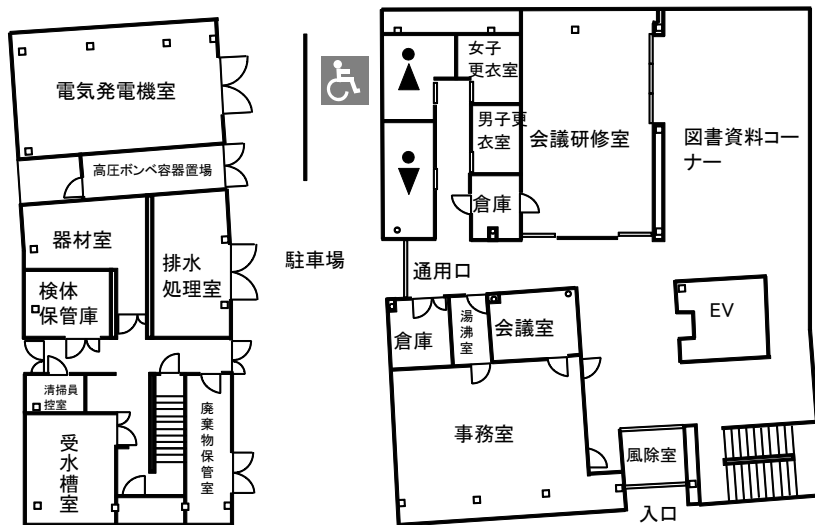 電気発電機室
高圧ボンベ容器置場
器材室
排水
処理室
検体
保管庫
清掃員
控室
受水槽室
廃棄物保管室
駐車場
女子
更衣室
男子更
衣室
倉庫
会議研修室
図書資料コー
ナー
通用口
倉庫
湯沸室
会議室
EV
事務室
風除室
入口